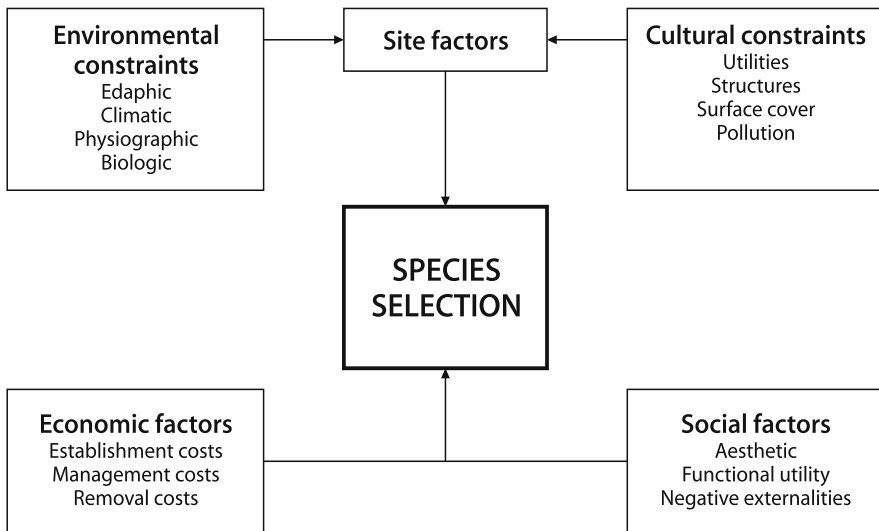 Environmental
constraints
Edaphic
Climatic
Physiographic
Biologic
Site factors
Cultural constraints
Utilities
Structures
Surface cover
Pollution
SPECIES
SELECTION
Economic factors
Establishment costs
Management costs
Removal costs
Social factors
Aesthetic
Functional utility
Negative externalities